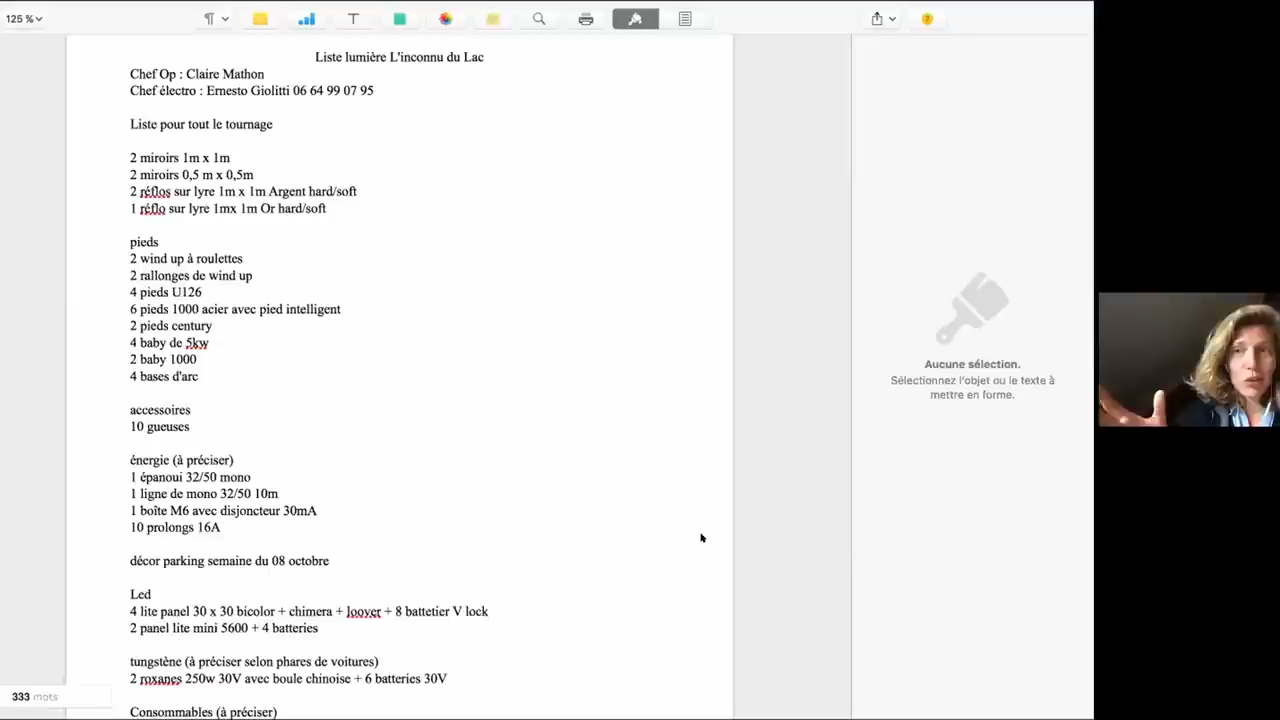 125 %
Liste lumière L'inconnu du Lac
Chef Op : Claire Mathon
Chef électro : Ernesto Giolitti 06 64 99 07 95
Liste pour tout le tournage
2 miroirs 1m x 1m
2 miroirs 0,5 m x 0,5m
2 réflos sur lyre 1m x 1m Argent hard/soft
1 réflo sur lyre 1mx 1m Or hard/soft
pieds
2 wind up à roulettes
2 rallonges de wind up
4 pieds U126
6 pieds 1000 acier avec pied intelligent
2 pieds century
4 baby de 5kw
2 baby 1000
4 bases d'arc
accessoires
10 gueuses
énergie (à préciser)
1 épanoui 32/50 mono
1 ligne de mono 32/50 10m
1 boîte M6 avec disjoncteur 30mA
10 prolongs 16A
décor parking semaine du 08 octobre
Led
4 lite panel 30 x 30 bicolor + chimera + loover + 8 battetier V lock
2 panel lite mini 5600 + 4 batteries
tungstène (à préciser selon phares de voitures)
2 roxanes 250w 30V avec boule chinoise + 6 batteries 30V
Consommables (à préciser)
333 mots
Aucune sélection.
Sélectionnez l'objet ou le texte à
mettre en forme.